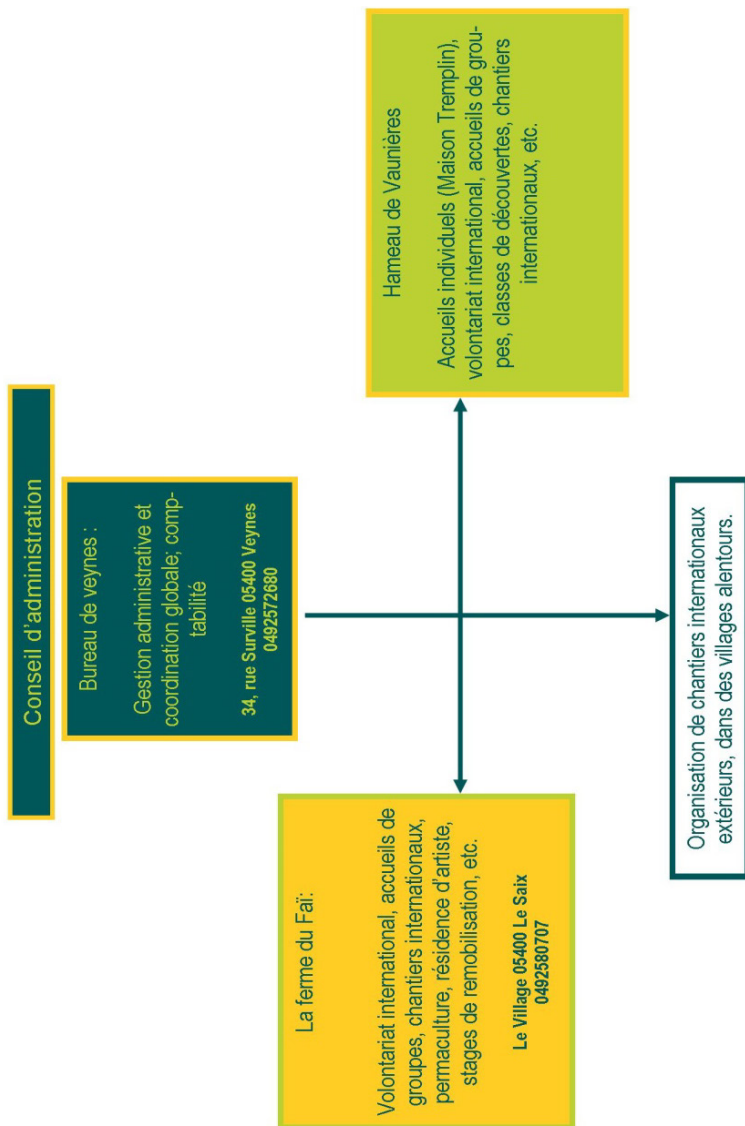 Conseil d'administration
Bureau de veynes :
Gestion administrative et
coordination globale; comp-
tabilité
34, rue Surville 05400 Veynes
0492572680
La ferme du Faï:
Volontariat international, accueils de
groupes, chantiers internationaux,
permaculture, résidence d'artiste,
stages de remobilisation, etc.
Le Village 05400 Le Saix
0492580707
Hameau de Vaunières
Accueils individuels (Maison Tremplin),
volontariat international, accueils de grou-
pes, classes de découvertes, chantiers
internationaux, etc.
Organisation de chantiers internationaux
extérieurs, dans des villages alentours.